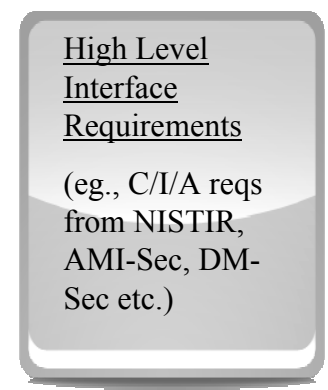 High Level
Interface
Requirements
(eg., C/I/A reqs
from NISTIR,
AMI-Sec, DM-
Sec etc.)